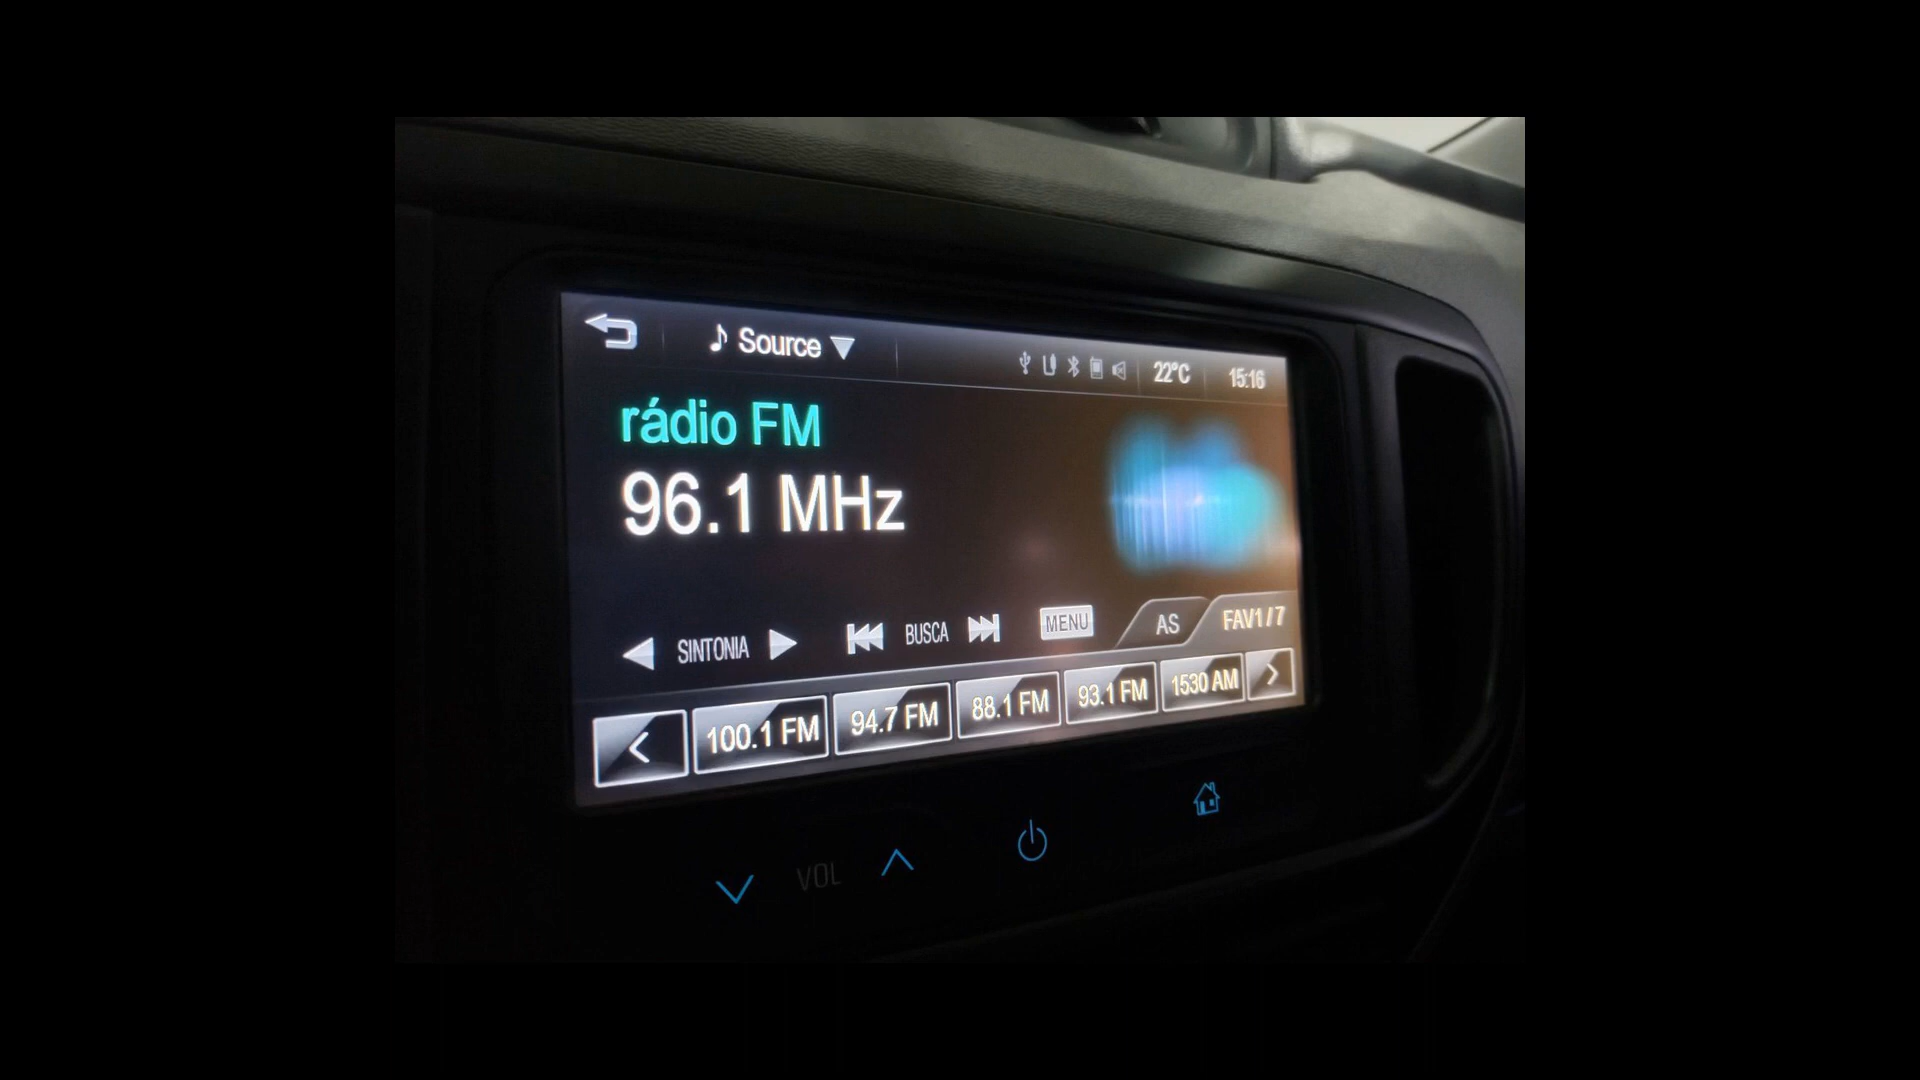 Source
22°C
15:16
rádio FM
96.1 MHz
SINTONIA
BUSCA
MENU
AS
FAV1 / 7
100.1 FM
94.7 FM
88.1 FM
93.1 FM
1530 AM
VOL